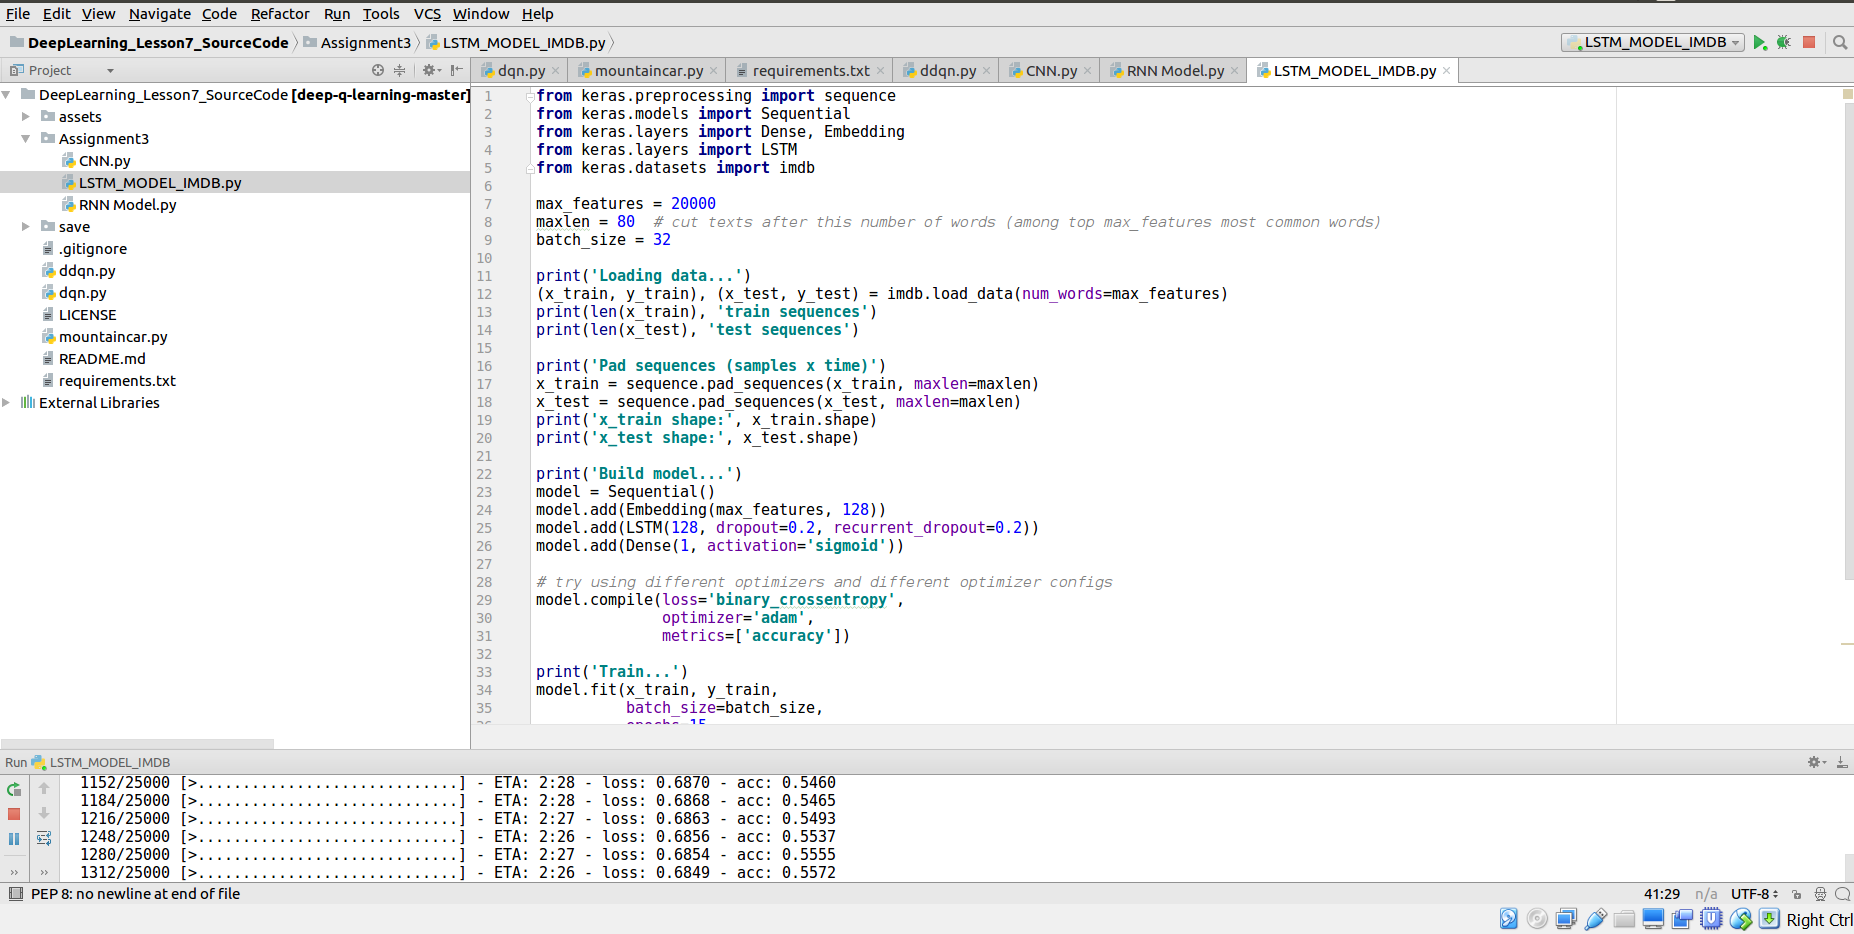 File Edit View Navigate Code Refactor Run Tools VCS Window Help
DeepLearning_Lesson7_SourceCode Assignment3 LSTM_MODEL_IMDB.py LSTM_MODEL_IMDB
Project dqn.py mountaincar.py requirements.txt ddqn.py CNN.py RNN Model.py LSTM_MODEL_IMDB.py
DeepLearning_Lesson7_SourceCode [deep-q-learning-master]
assets
Assignment3
CNN.py
LSTM_MODEL_IMDB.py
RNN Model.py
save
.gitignore
ddqn.py
dqn.py
LICENSE
mountaincar.py
README.md
requirements.txt
External Libraries
1 from keras.preprocessing import sequence
2 from keras.models import Sequential
3 from keras.layers import Dense, Embedding
4 from keras.layers import LSTM
5 from keras.datasets import imdb
6
7 max_features = 20000
8 maxlen = 80  # cut texts after this number of words (among top max_features most common words)
9 batch_size = 32
10
11 print('Loading data...')
12 (x_train, y_train), (x_test, y_test) = imdb.load_data(num_words=max_features)
13 print(len(x_train), 'train sequences')
14 print(len(x_test), 'test sequences')
15
16 print('Pad sequences (samples x time)')
17 x_train = sequence.pad_sequences(x_train, maxlen=maxlen)
18 x_test = sequence.pad_sequences(x_test, maxlen=maxlen)
19 print('x_train shape:', x_train.shape)
20 print('x_test shape:', x_test.shape)
21
22 print('Build model...')
23 model = Sequential()
24 model.add(Embedding(max_features, 128))
25 model.add(LSTM(128, dropout=0.2, recurrent_dropout=0.2))
26 model.add(Dense(1, activation='sigmoid'))
27
28 # try using different optimizers and different optimizer configs
29 model.compile(loss='binary_crossentropy',
30 optimizer='adam',
31 metrics=['accuracy'])
32
33 print('Train...')
34 model.fit(x_train, y_train,
35 batch_size=batch_size,
36 epochs=15
Run LSTM_MODEL_IMDB
1152/25000 [>.............................] - ETA: 2:28 - loss: 0.6870 - acc: 0.5460
1184/25000 [>.............................] - ETA: 2:28 - loss: 0.6868 - acc: 0.5465
1216/25000 [>.............................] - ETA: 2:27 - loss: 0.6863 - acc: 0.5493
1248/25000 [>.............................] - ETA: 2:26 - loss: 0.6856 - acc: 0.5537
1280/25000 [>.............................] - ETA: 2:27 - loss: 0.6854 - acc: 0.5555
1312/25000 [>.............................] - ETA: 2:26 - loss: 0.6849 - acc: 0.5572
PEP 8: no newline at end of file 41:29 n/a UTF-8
Right Ctrl